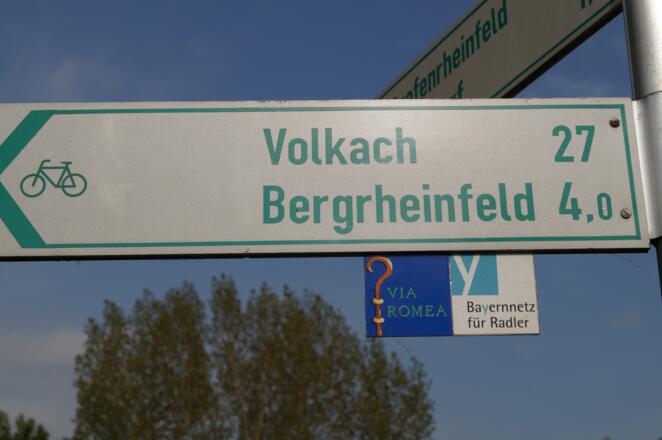 Volkach 27
Bergrheinfeld 4,0
VIA
ROMEA
Bayernnetz
für Radler